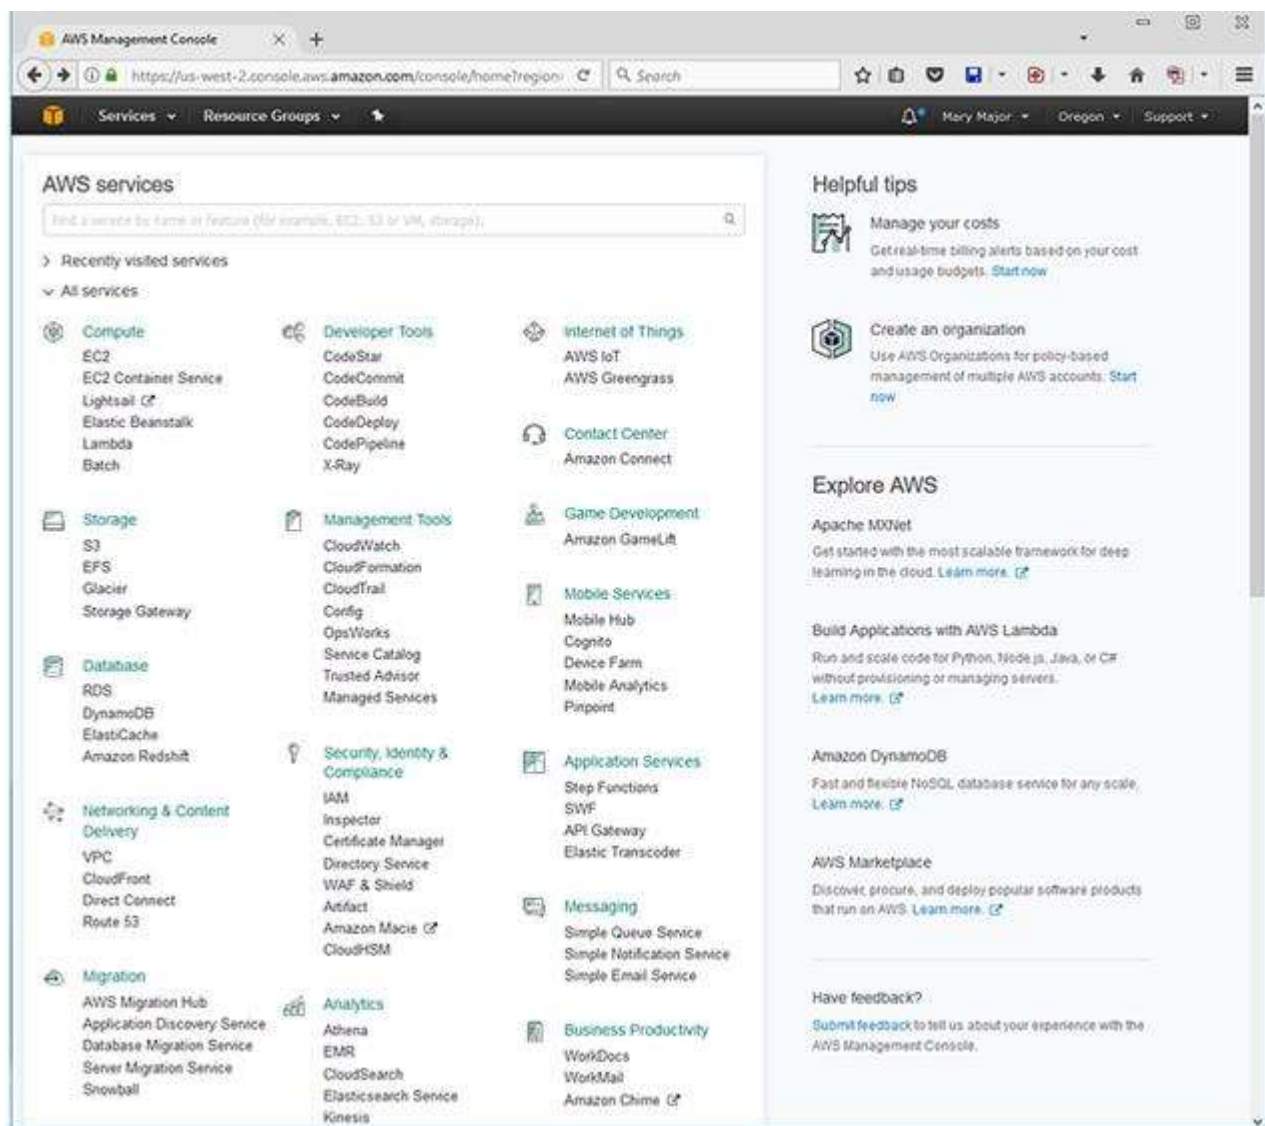 AWS Management Console
https://us-west-2.console.aws.amazon.com/console/home?region=
Search
Services
Resource Groups
Mary Major
Oregon
Support
AWS services
Find a service by name or feature (for example, EC2, S3 or VM, storage).
Recently visited services
All services
Compute
EC2
EC2 Container Service
Lightsail
Elastic Beanstalk
Lambda
Batch
Storage
S3
EFS
Glacier
Storage Gateway
Database
RDS
DynamoDB
ElastiCache
Amazon Redshift
Networking & Content
Delivery
VPC
CloudFront
Direct Connect
Route 53
Migration
AWS Migration Hub
Application Discovery Service
Database Migration Service
Server Migration Service
Snowball
Developer Tools
CodeStar
CodeCommit
CodeBuild
CodeDeploy
CodePipeline
X-Ray
Management Tools
CloudWatch
CloudFormation
CloudTrail
Config
OpsWorks
Service Catalog
Trusted Advisor
Managed Services
Security, Identity &
Compliance
IAM
Inspector
Certificate Manager
Directory Service
WAF & Shield
Artifact
Amazon Macie
CloudHSM
Analytics
Athena
EMR
CloudSearch
Elasticsearch Service
Kinesis
Internet of Things
AWS IoT
AWS Greengrass
Contact Center
Amazon Connect
Game Development
Amazon GameLift
Mobile Services
Mobile Hub
Cognito
Device Farm
Mobile Analytics
Pinpoint
Application Services
Step Functions
SWF
API Gateway
Elastic Transcoder
Messaging
Simple Queue Service
Simple Notification Service
Simple Email Service
Business Productivity
WorkDocs
WorkMail
Amazon Chime
Helpful tips
Manage your costs
Get real-time billing alerts based on your cost
and usage budgets. Start now
Create an organization
Use AWS Organizations for policy-based
management of multiple AWS accounts. Start
now
Explore AWS
Apache MXNet
Get started with the most scalable framework for deep
learning in the cloud. Learn more.
Build Applications with AWS Lambda
Run and scale code for Python, Node.js, Java, or C#
without provisioning or managing servers.
Learn more.
Amazon DynamoDB
Fast and flexible NoSQL database service for any scale.
Learn more.
AWS Marketplace
Discover, procure, and deploy popular software products
that run on AWS. Learn more.
Have feedback?
Submit feedback to tell us about your experience with the
AWS Management Console.